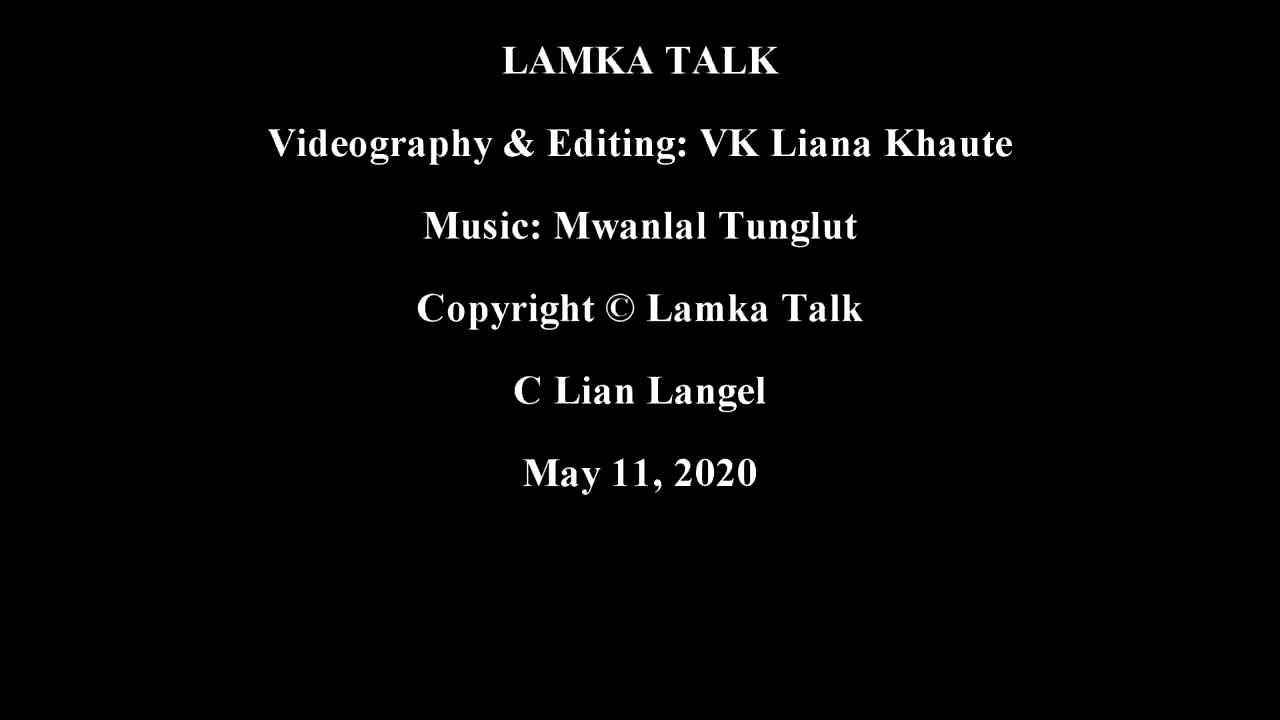 LAMKA TALK
Videography & Editing: VK Liana Khaute
Music: Mwanlal Tunglut
Copyright © Lamka Talk
C Lian Langel
May 11, 2020